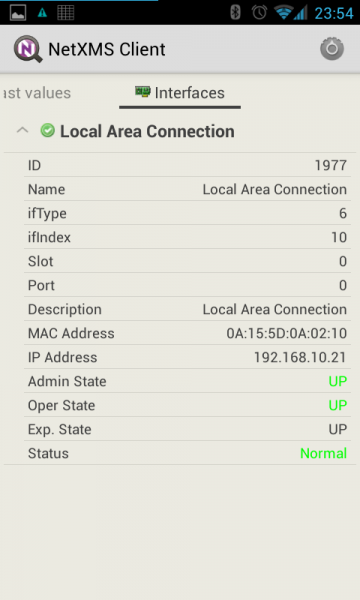 23:54
NetXMS Client
ast values Interfaces
Local Area Connection
ID 1977
Name Local Area Connection
ifType 6
ifIndex 10
Slot 0
Port 0
Description Local Area Connection
MAC Address 0A:15:5D:0A:02:10
IP Address 192.168.10.21
Admin State UP
Oper State UP
Exp. State UP
Status Normal